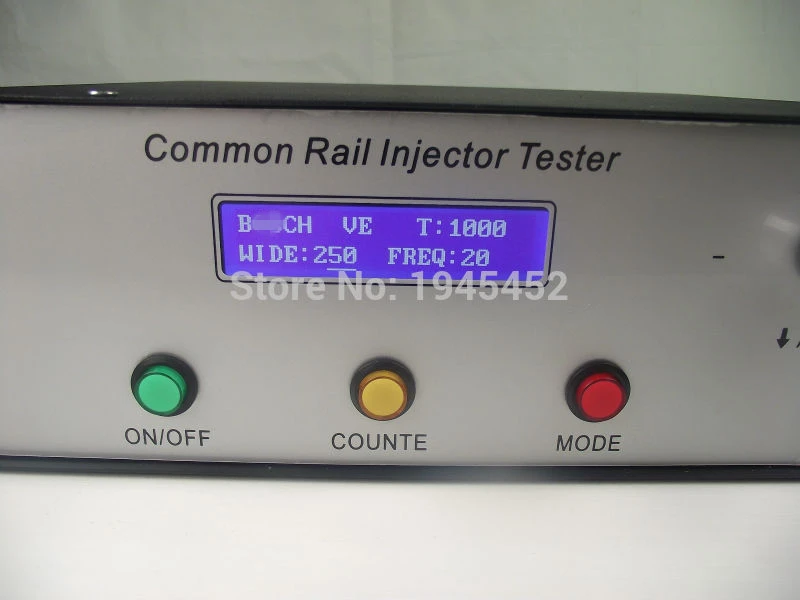 Common Rail Injector Tester
VE T:1000
WIDE:250 FREQ:20
Store No: 1945452
ON/OFF COUNTE MODE